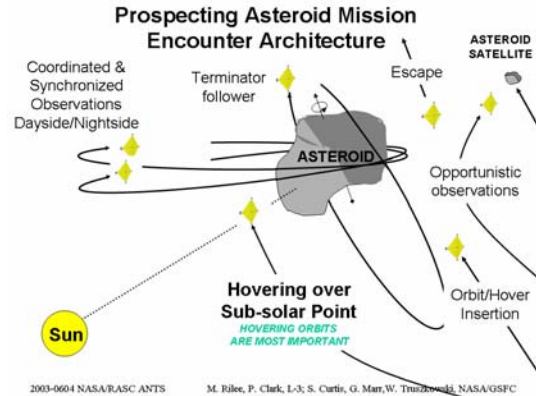 Prospecting Asteroid Mission
Encounter Architecture
Coordinated &
Synchronized
Observations
Dayside/Nightside
Terminator
follower
Escape
ASTEROID
SATELLITE
ASTEROID
Opportunistic
observations
Hovering over
Sub-solar Point
HOVERING ORBITS
ARE MOST IMPORTANT
Orbit/Hover
Insertion
Sun
2003-0604 NASA/RASC ANTS
M. Rilee, P. Clark, L-3; S. Curtis, G. Marr,W. Truszkowski, NASA/GSFC